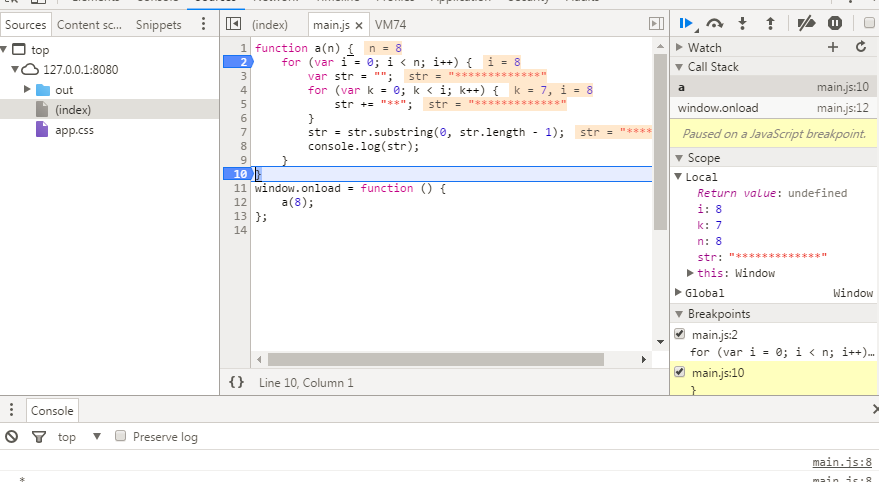 Sources Content sc... Snippets
top
127.0.0.1:8080
out
(index)
app.css
(index) main.js × VM74
1 function a(n) { n = 8
2 for (var i = 0; i < n; i++) { i = 8
3 var str = ""; str = "*************"
4 for (var k = 0; k < i; k++) { k = 7, i = 8
5 str += "**"; str = "*************"
6 }
7 str = str.substring(0, str.length - 1); str = "****
8 console.log(str);
9 }
10 }
11 window.onload = function () {
12 a(8);
13 };
14
{} Line 10, Column 1
Watch
Call Stack
a main.js:10
window.onload main.js:12
Paused on a JavaScript breakpoint.
Scope
Local
Return value: undefined
i: 8
k: 7
n: 8
str: "*************"
this: Window
Global Window
Breakpoints
main.js:2
for (var i = 0; i < n; i++)...
main.js:10
}
Console
top Preserve log
main.js:8
* main.js:8